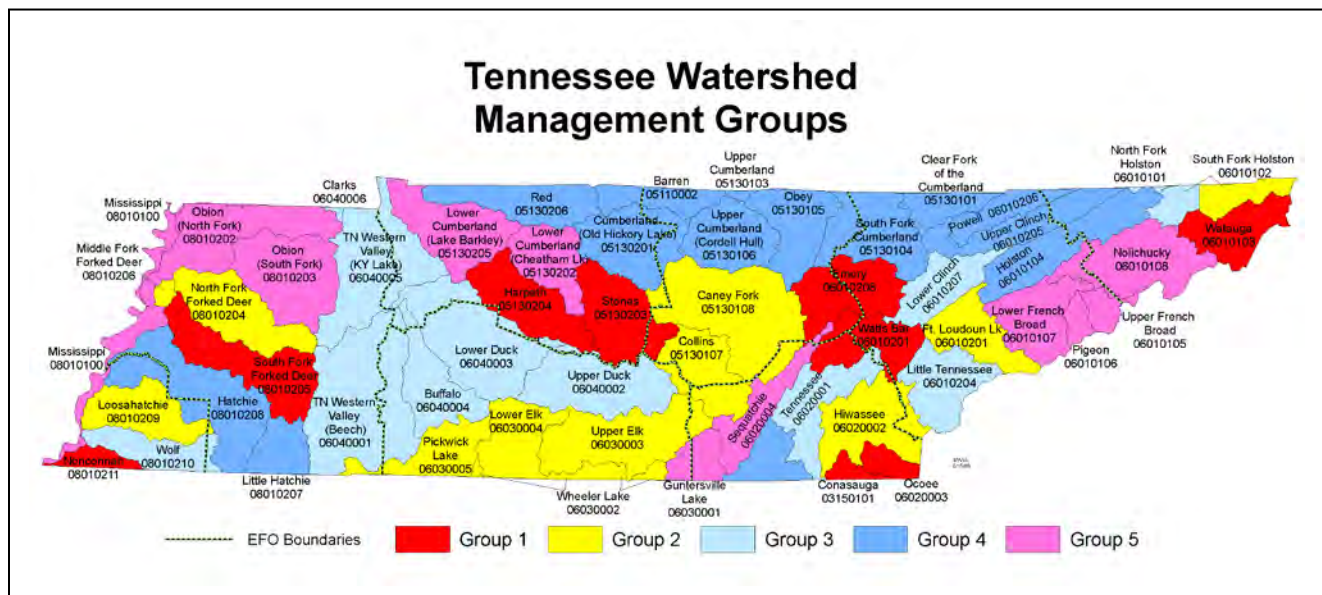 Tennessee Watershed
Management Groups
Mississippi
08010100
Obion
(North Fork)
08010202
Middle Fork
Forked Deer
08010206
Obion
(South Fork)
08010203
North Fork
Forked Deer
08010204
Mississippi
08010100
South Fork
Forked Deer
08010205
Loosahatchie
08010209
Hatchie
08010208
Wolf
08010210
Nonconnah
08010211
Little Hatchie
08010207
Clarks
06040006
TN Western
Valley
(KY Lake)
06040005
TN Western
Valley
(Beech)
06040001
Lower
Cumberland
(Lake Barkley)
05130205
Red
05130206
Lower
Cumberland
(Cheatham Lk)
05130202
Harpeth
05130204
Cumberland
(Old Hickory Lake)
05130201
Stones
05130203
Lower Duck
06040003
Upper Duck
06040002
Buffalo
06040004
Lower Elk
06030004
Upper Elk
06030003
Pickwick
Lake
06030005
Wheeler Lake
06030002
Barren
05110002
Upper
Cumberland
05130103
Upper
Cumberland
(Cordell Hull)
05130106
Obey
05130105
Caney Fork
05130108
Collins
05130107
Guntersville
Lake
06030001
Sequatchie
06020004
Tennessee
06020001
Clear Fork
of the
Cumberland
05130101
South Fork
Cumberland
05130104
Emory
06010208
Watts Bar
06010201
Powell 06010206
Upper Clinch
06010205
Lower Clinch
06010207
Holston
06010104
Ft. Loudoun Lk
06010201
Little Tennessee
06010204
Hiwassee
06020002
Conasauga
03150101
Ocoee
06020003
North Fork
Holston
06010101
South Fork Holston
06010102
Watauga
06010103
Nolichucky
06010108
Lower French
Broad
06010107
Pigeon
06010106
Upper French
Broad
06010105
EFO Boundaries
Group 1
Group 2
Group 3
Group 4
Group 5